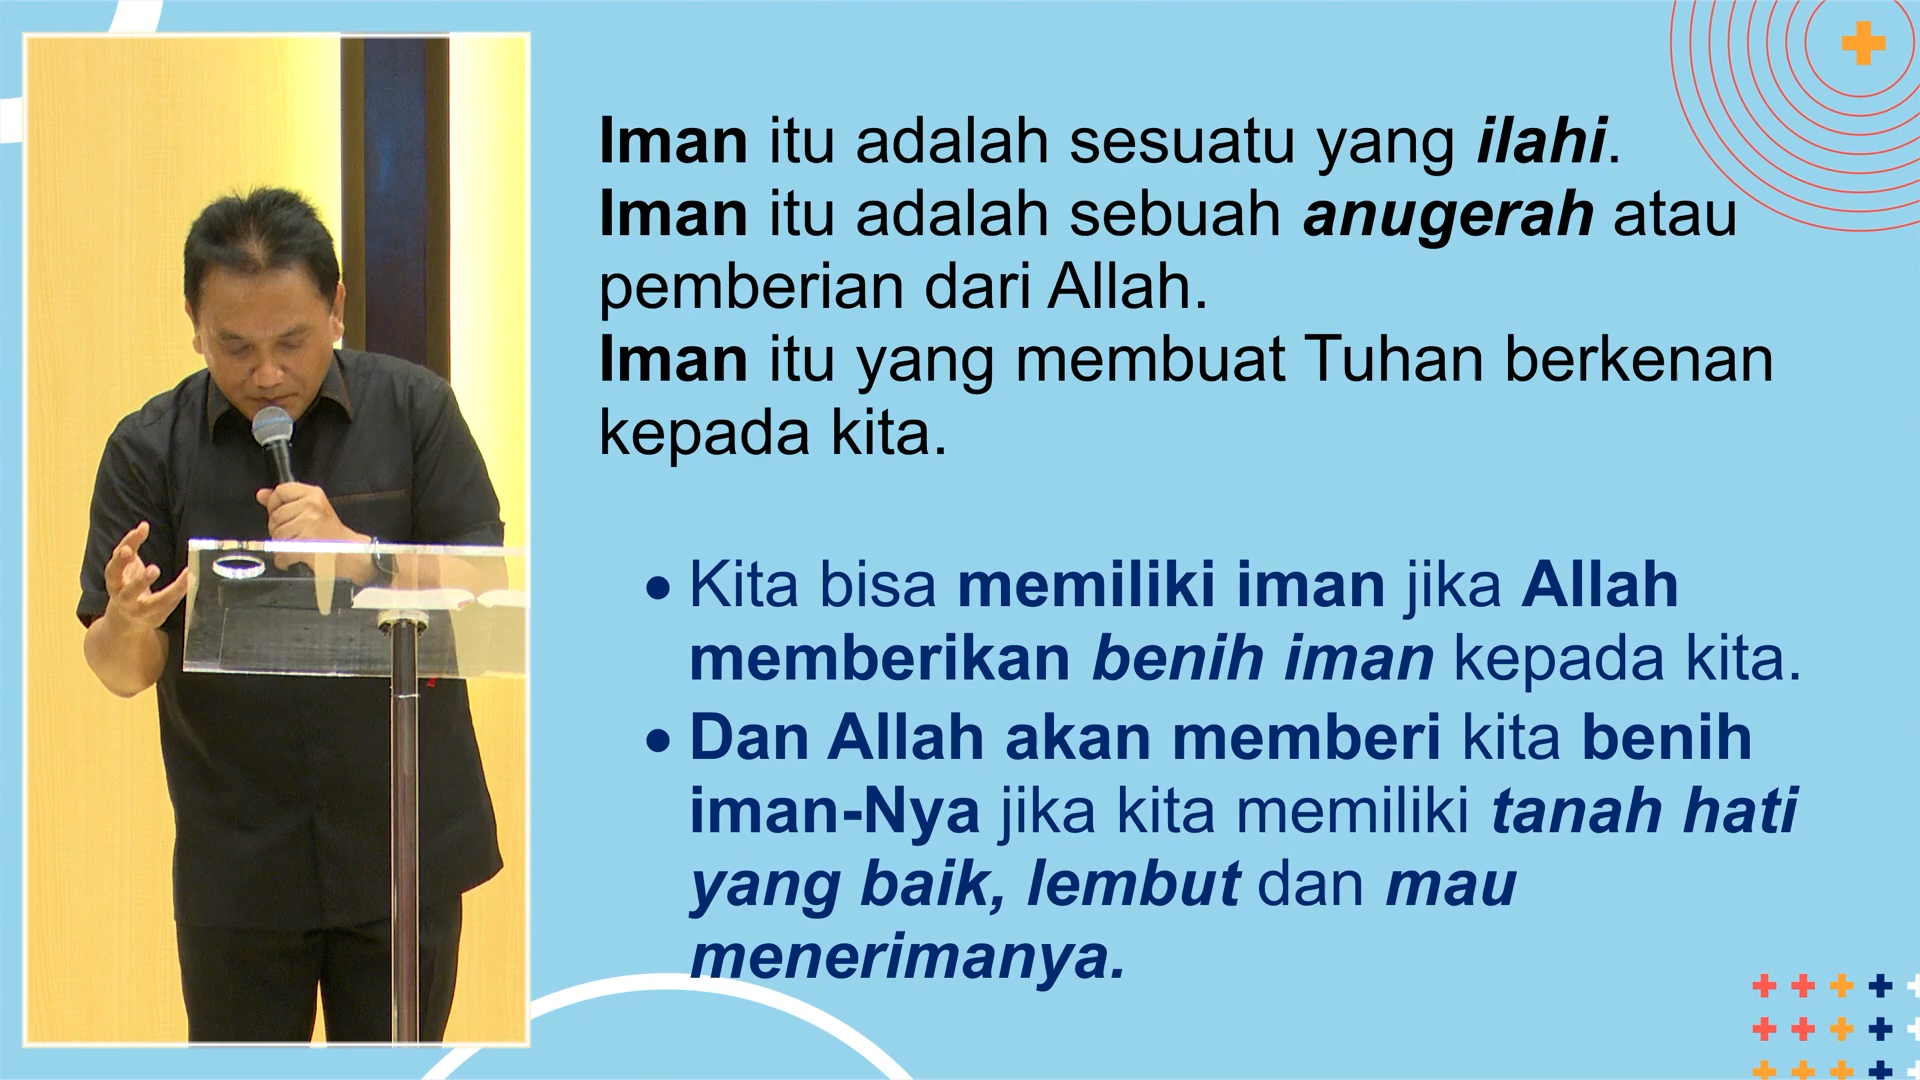 Iman itu adalah sesuatu yang ilahi.
Iman itu adalah sebuah anugerah atau
pemberian dari Allah.
Iman itu yang membuat Tuhan berkenan
kepada kita.
• Kita bisa memiliki iman jika Allah
memberikan benih iman kepada kita.
• Dan Allah akan memberi kita benih
iman-Nya jika kita memiliki tanah hati
yang baik, lembut dan mau
menerimanya.